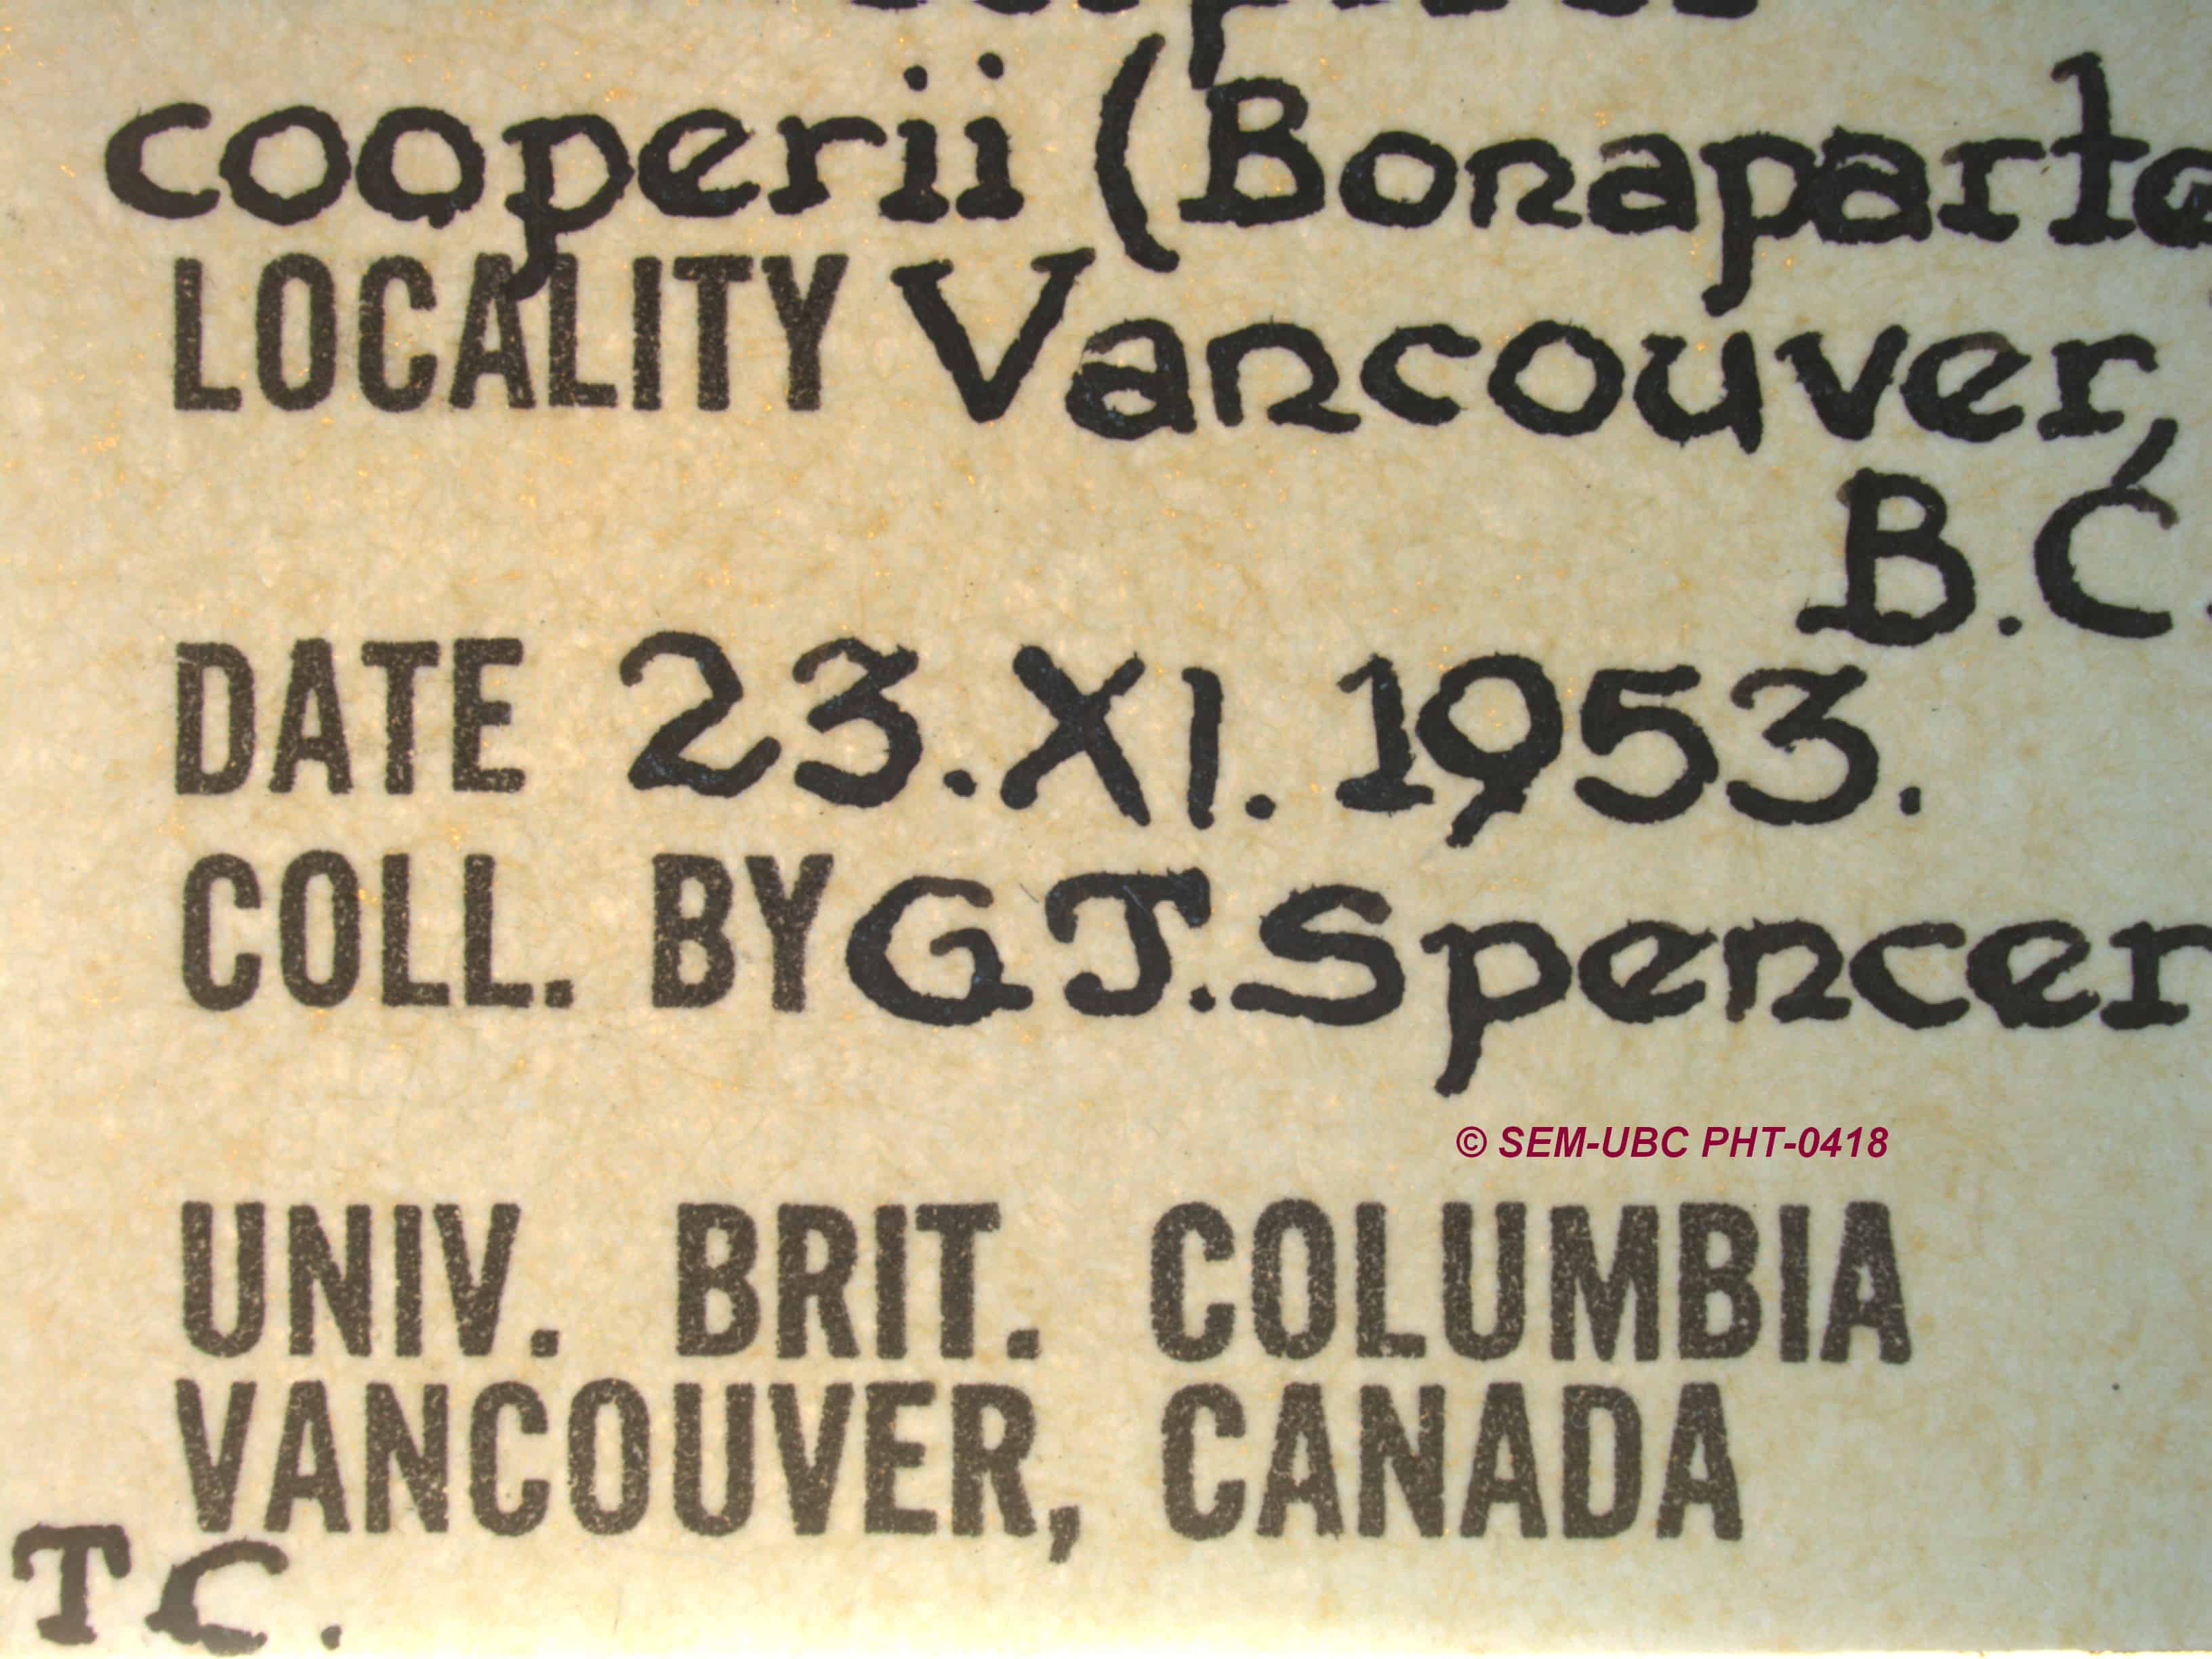 cooperii (Bonaparte
LOCALITY Vancouver,
B.C.
DATE 23.XI.1953.
COLL. BY G.J.Spencer
© SEM-UBC PHT-0418
UNIV. BRIT. COLUMBIA
VANCOUVER, CANADA
T.C.